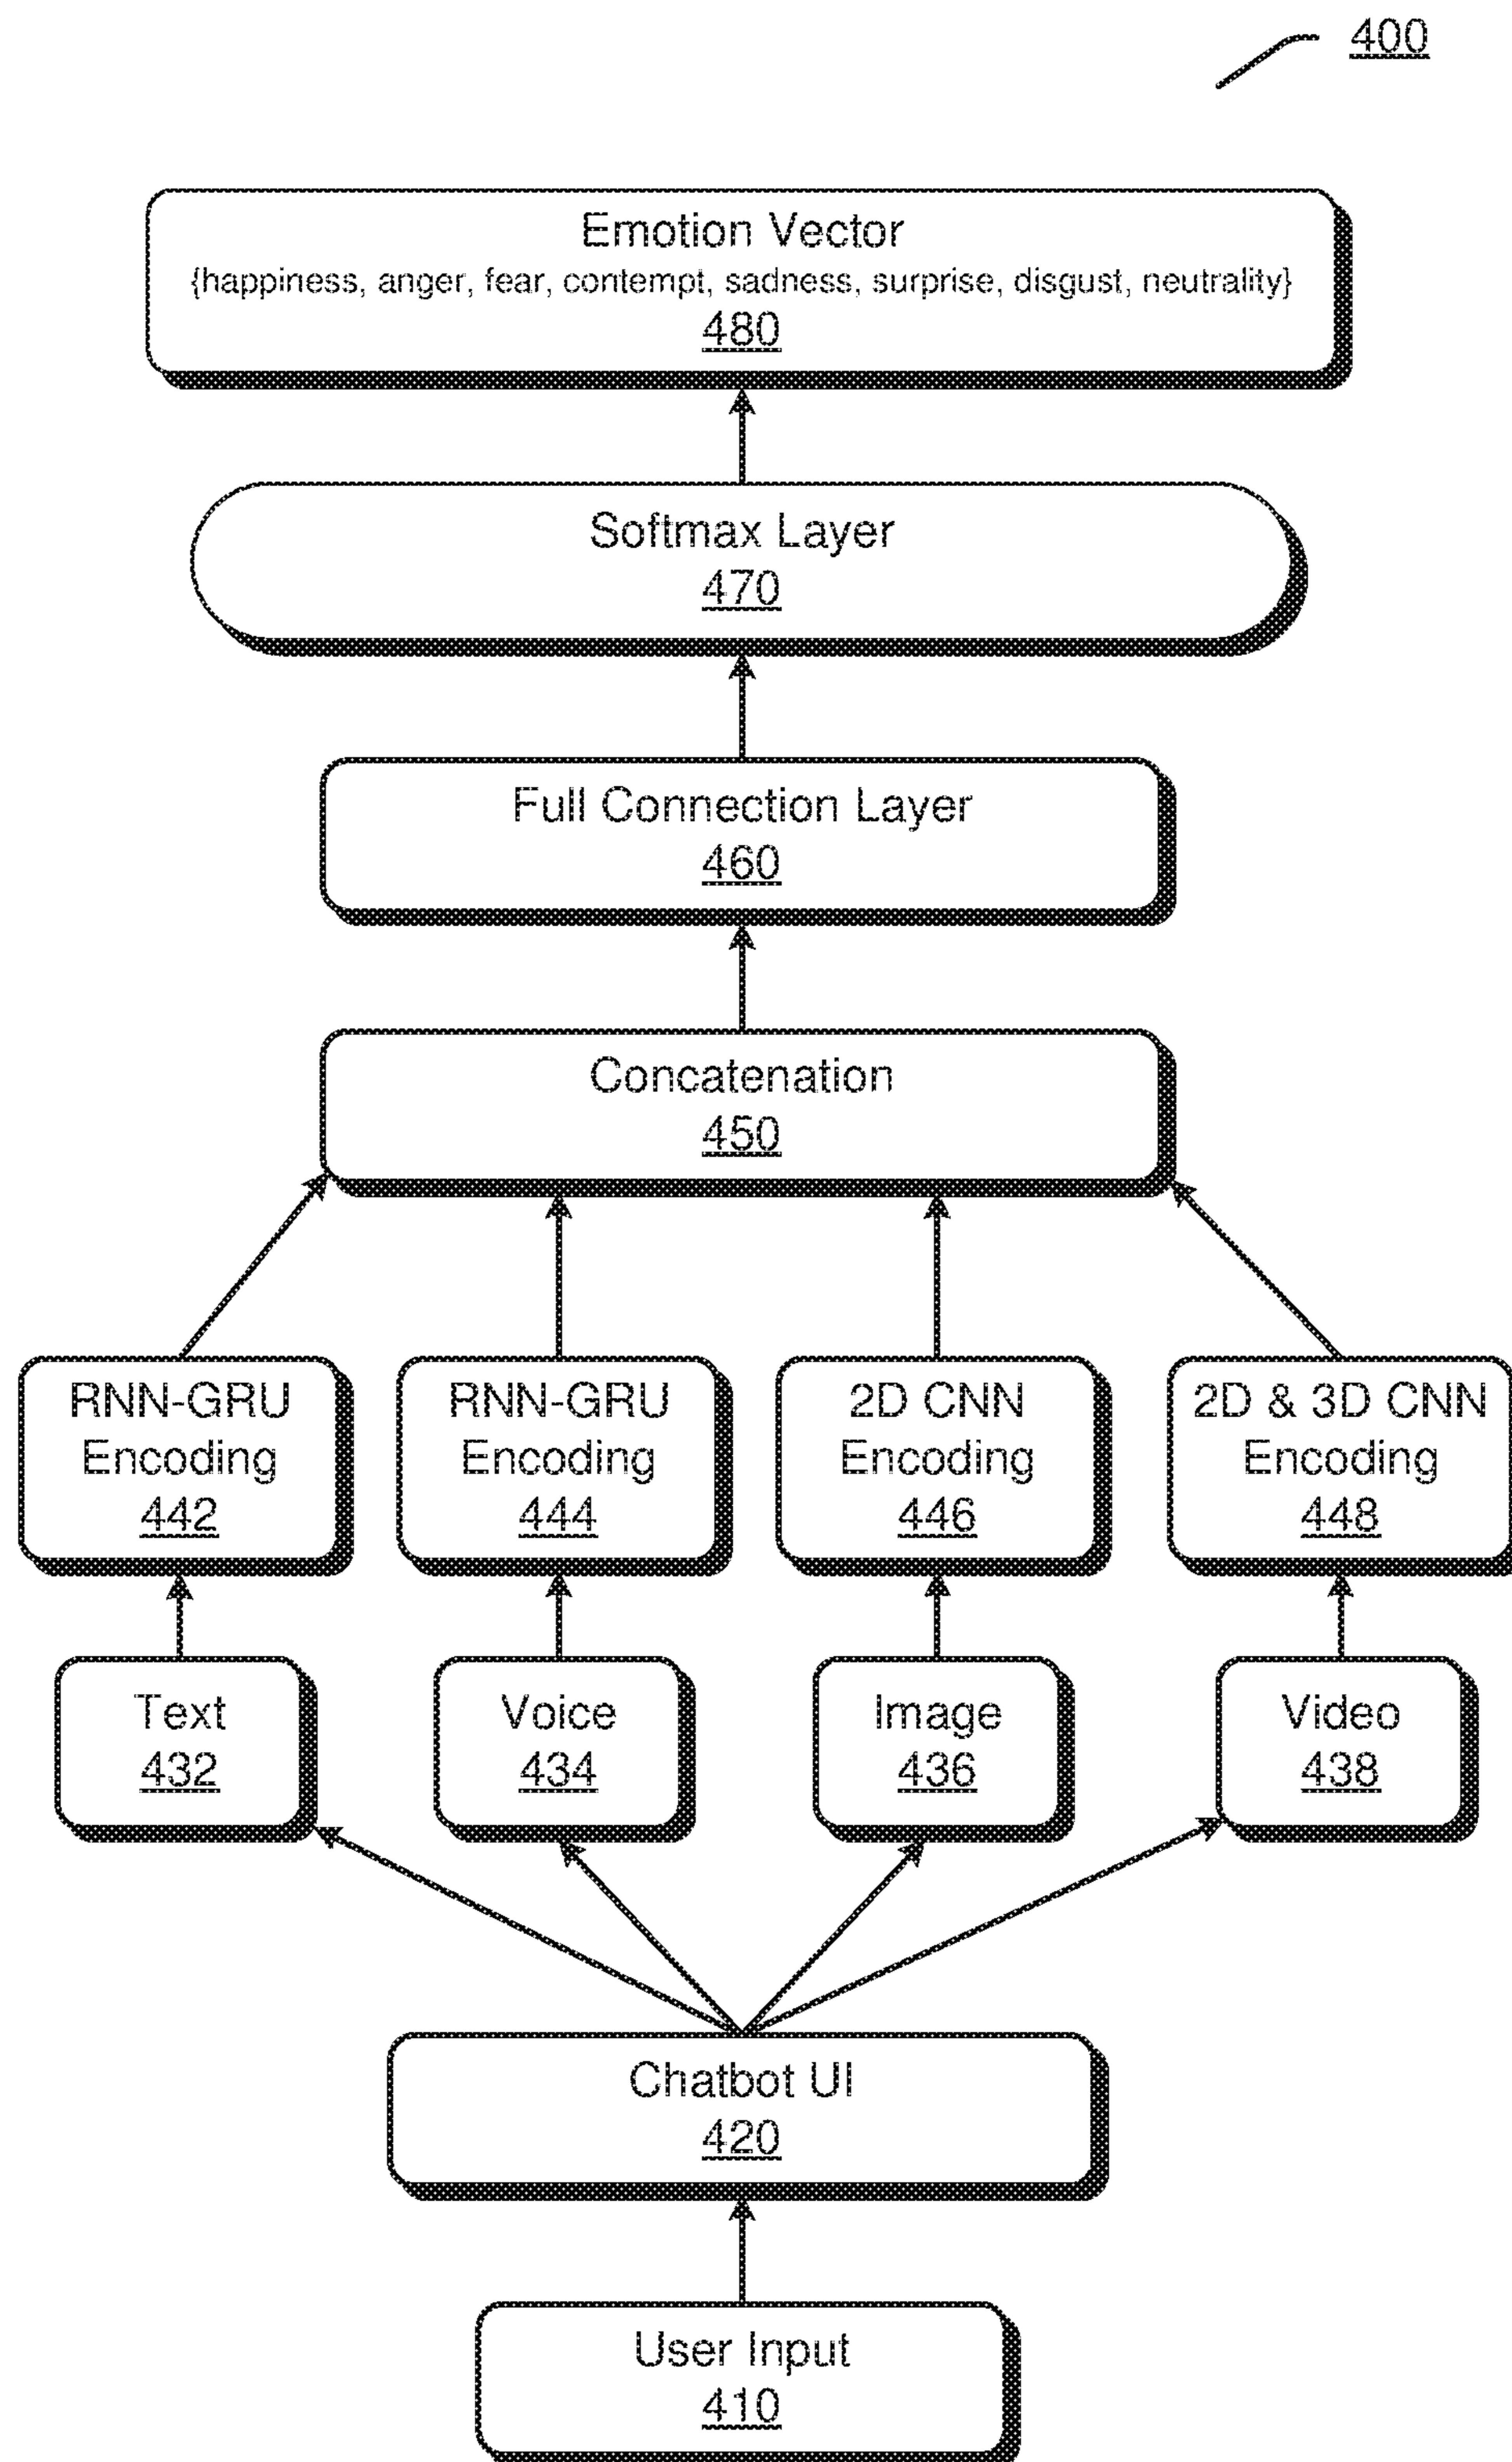 400
Emotion Vector
{happiness, anger, fear, contempt, sadness, surprise, disgust, neutrality}
480
Softmax Layer
470
Full Connection Layer
460
Concatenation
450
RNN-GRU
Encoding
442
RNN-GRU
Encoding
444
2D CNN
Encoding
446
2D & 3D CNN
Encoding
448
Text
432
Voice
434
Image
436
Video
438
Chatbot UI
420
User Input
410